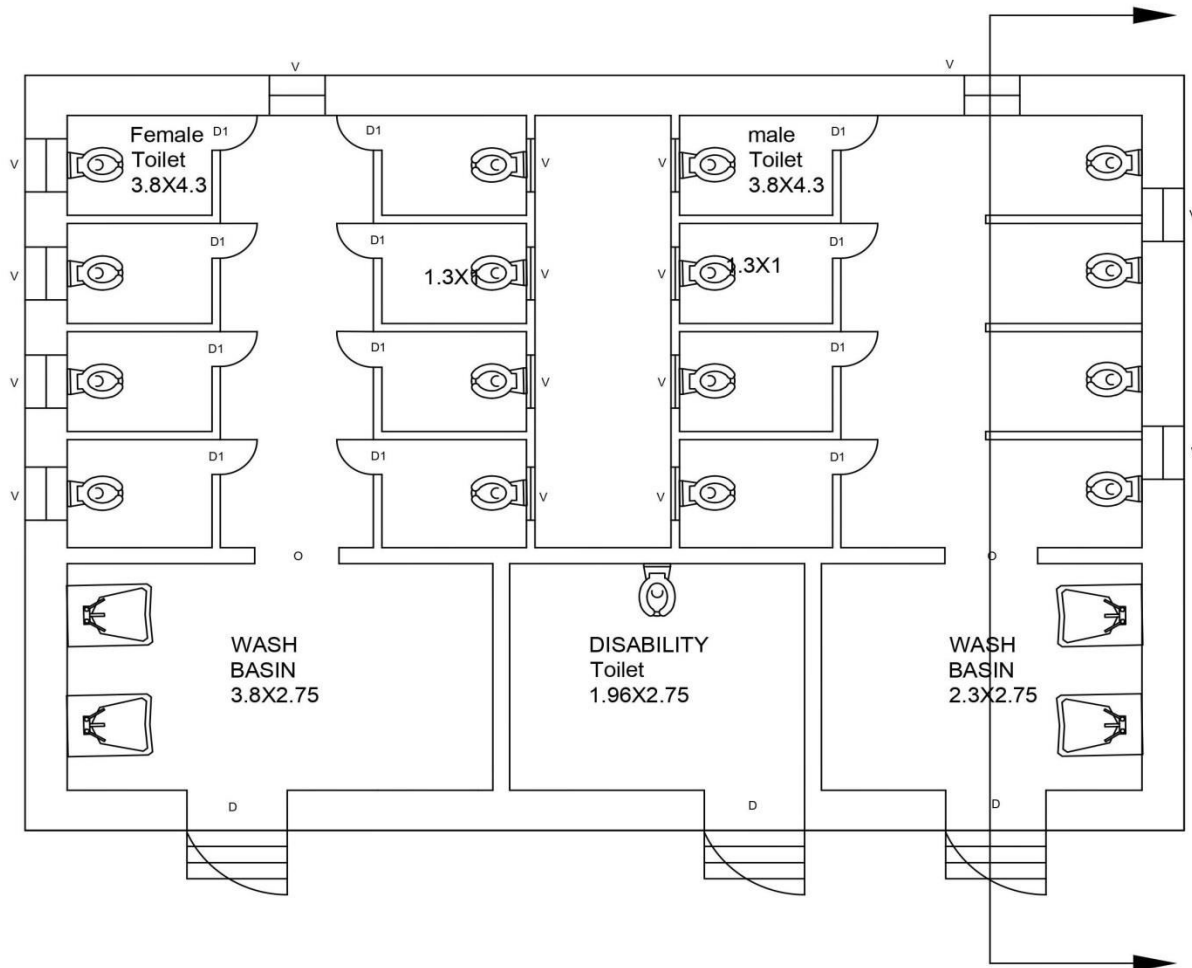 V
V
Female
Toilet
3.8X4.3
D1
D1
male
Toilet
3.8X4.3
D1
V
V
V
V
D1
D1
1.3X1
1.3X1
D1
V
V
V
D1
D1
D1
V
V
V
D1
D1
D1
V
V
V
V
O
O
WASH
BASIN
3.8X2.75
DISABILITY
Toilet
1.96X2.75
WASH
BASIN
2.3X2.75
D
D
D